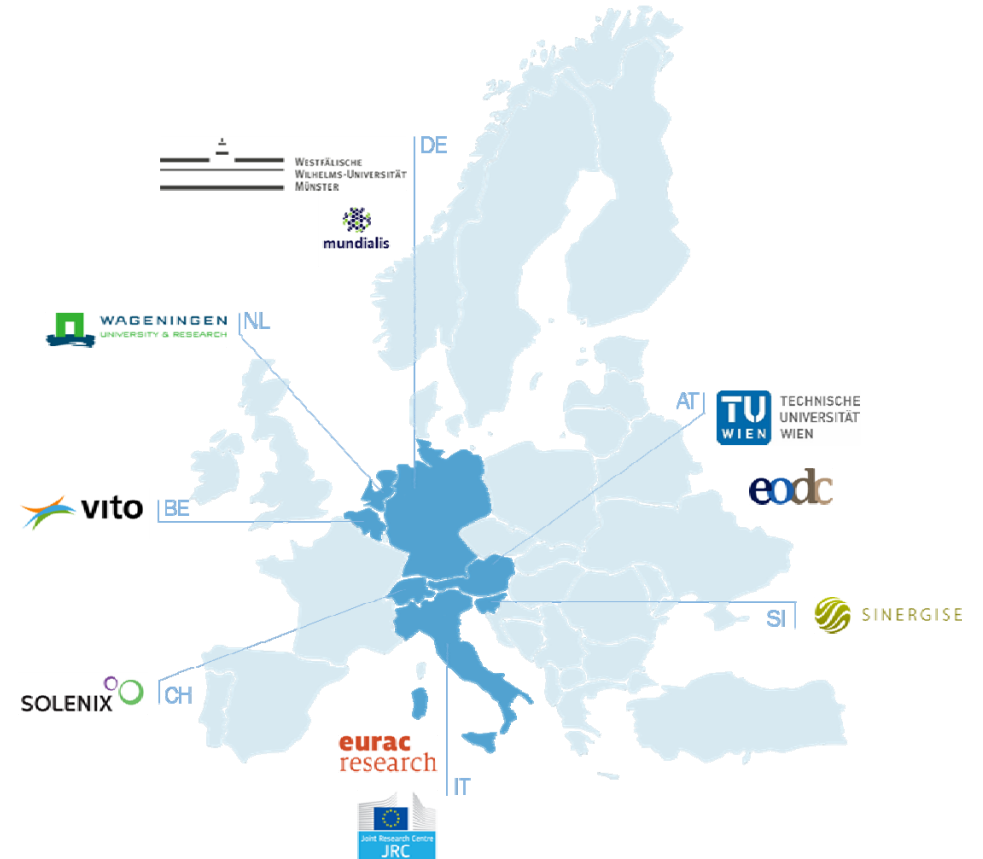 DE
WESTFÄLISCHE
WILHELMS-UNIVERSITÄT
MÜNSTER
mundialis
WAGENINGEN
UNIVERSITY & RESEARCH
NL
AT
TU
WIEN
TECHNISCHE
UNIVERSITÄT
WIEN
eodc
vito
BE
SI
SINERGISE
SOLENIX
CH
eurac
research
IT
Joint Research Centre
JRC